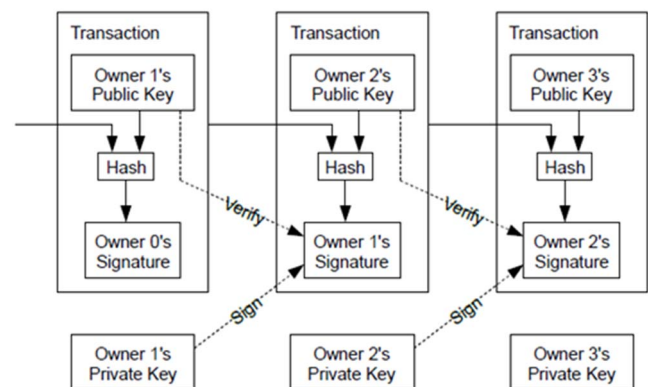 Transaction
Transaction
Transaction
Owner 1's
Public Key
Owner 2's
Public Key
Owner 3's
Public Key
Hash
Hash
Hash
Verify
Verify
Owner 0's
Signature
Owner 1's
Signature
Owner 2's
Signature
Sign
Sign
Owner 1's
Private Key
Owner 2's
Private Key
Owner 3's
Private Key